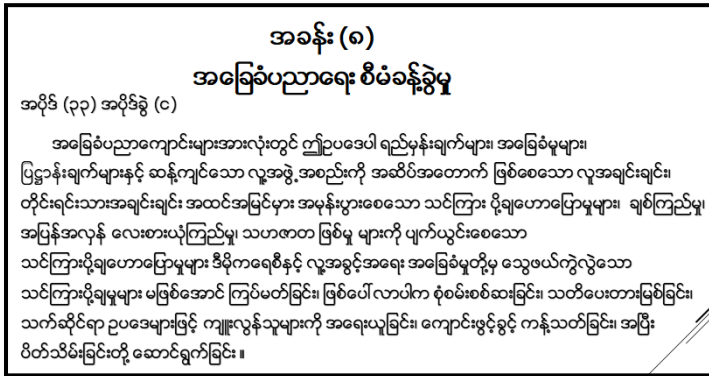 အခန်း (၈)
အခြေခံပညာရေး စီမံခန့်ခွဲမှု
အပိုဒ် (၃၃) အပိုဒ်ခွဲ (င)
အခြေခံပညာကျောင်းများအားလုံးတွင် ဤဥပဒေပါ ရည်မှန်းချက်များ၊ အခြေခံမူများ၊
ပြဋ္ဌာန်းချက်များနှင့် ဆန့်ကျင်သော လူ့အဖွဲ့အစည်းကို အဆိပ်အတောက် ဖြစ်စေသော လူအချင်းချင်း၊
တိုင်းရင်းသားအချင်းချင်း အထင်အမြင်မှား အမုန်းပွားစေသော သင်ကြား ပို့ချဟောပြောမှုများ၊ ချစ်ကြည်မှု၊
အပြန်အလှန် လေးစားယုံကြည်မှု၊ သဟဇာတ ဖြစ်မှု များကို ပျက်ယွင်းစေသော
သင်ကြားပို့ချဟောပြောမှုများ ဒီမိုကရေစီနှင့် လူ့အခွင့်အရေး အခြေခံမှုတို့မှ သွေဖယ်ကွဲလွဲသော
သင်ကြားပို့ချမှုများ မဖြစ်အောင် ကြပ်မတ်ခြင်း၊ ဖြစ်ပေါ်လာပါက စုံစမ်းစစ်ဆေးခြင်း၊ သတိပေးတားမြစ်ခြင်း၊
သက်ဆိုင်ရာ ဥပဒေများဖြင့် ကျူးလွန်သူများကို အရေးယူခြင်း၊ ကျောင်းဖွင့်ခွင့် ကန့်သတ်ခြင်း၊ အပြီး
ပိတ်သိမ်းခြင်းတို့ ဆောင်ရွက်ခြင်း ။